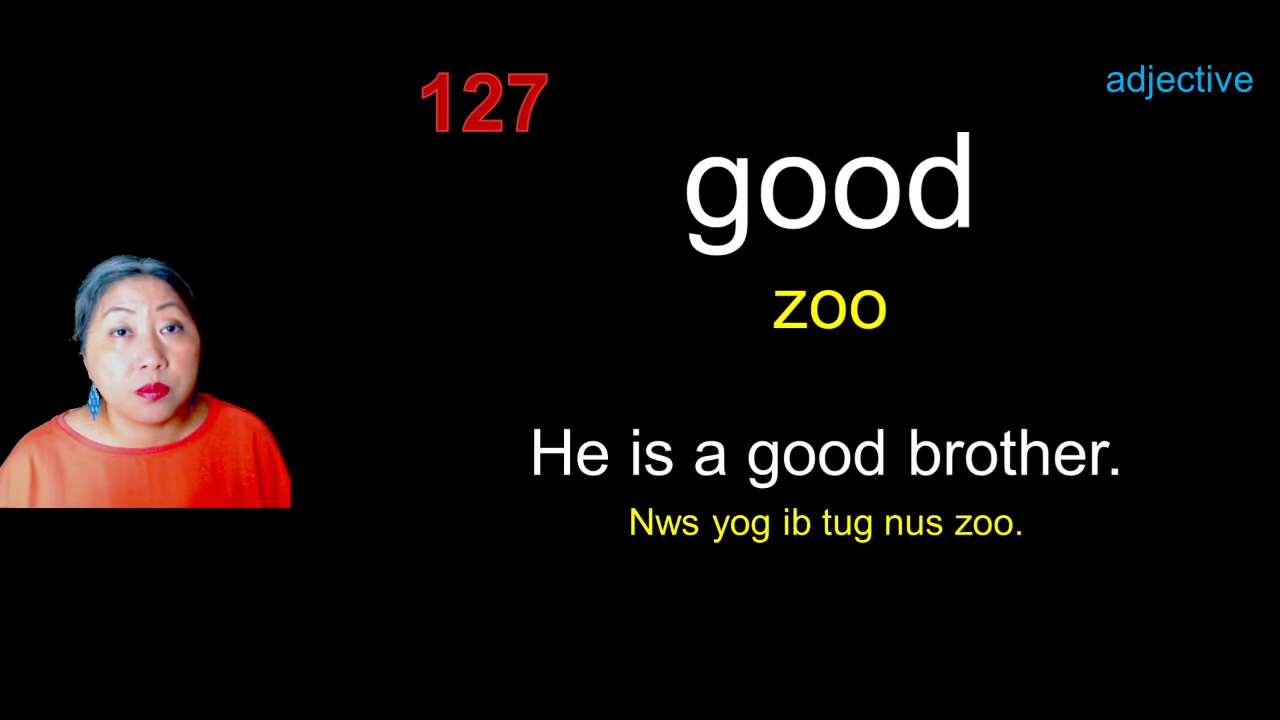 127
adjective
good
zoo
He is a good brother.
Nws yog ib tug nus zoo.